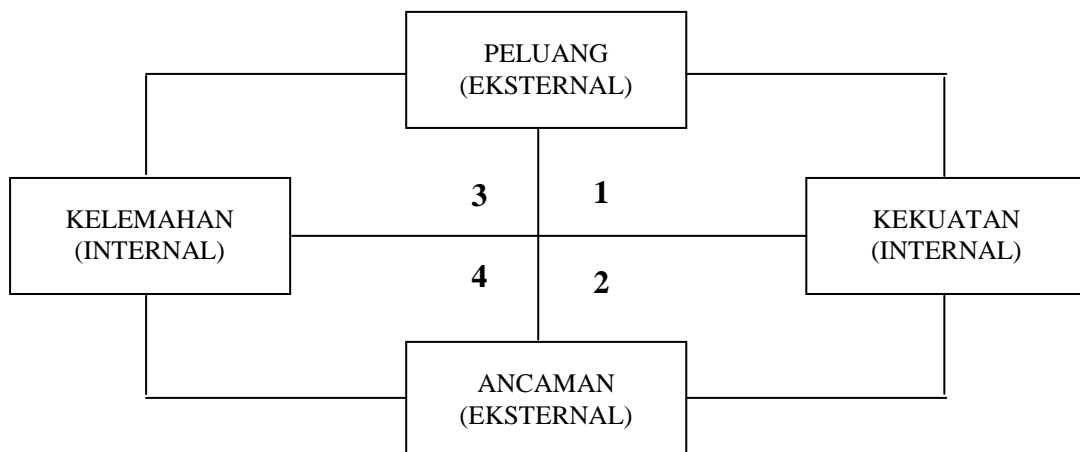 PELUANG
(EKSTERNAL)
3
1
KELEMAHAN
(INTERNAL)
KEKUATAN
(INTERNAL)
4
2
ANCAMAN
(EKSTERNAL)